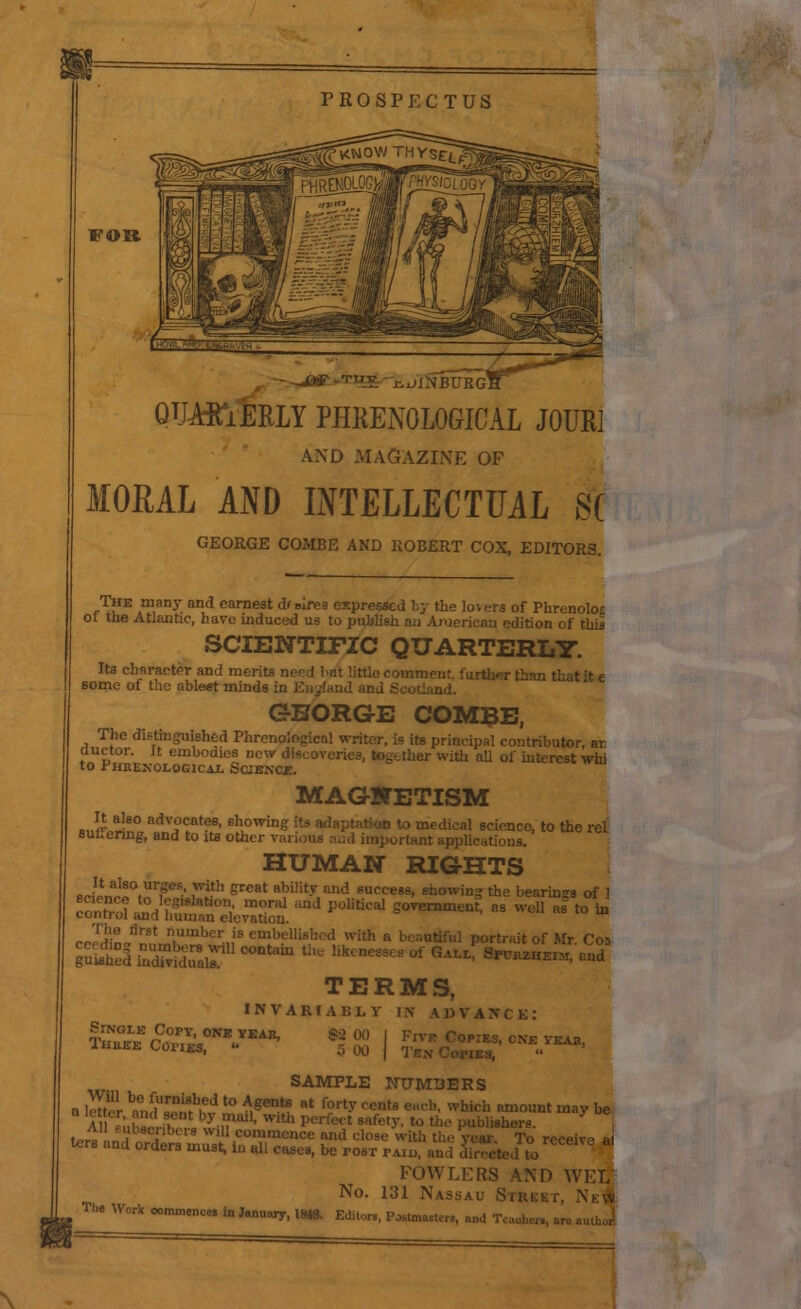 PROSPECTUS
KNOW THYSELF
PHRENOLOGY
PHYSIOLOGY
FOR
OF THE EDINBURGH
QUARTERLY PHRENOLOGICAL JOUR
AND MAGAZINE OF
MORAL AND INTELLECTUAL SC
GEORGE COMBE AND ROBERT COX, EDITORS.
THE many and earnest desires expressed by the lovers of Phrenolog
of the Atlantic, have induced us to publish an American edition of this
SCIENTIFIC QUARTERLY.
Its character and merits need but little comment, further than that it e
some of the ablest minds in England and Scotland.
GEORGE COMBE,
The distinguished Phrenological writer, is its principal contributor, an
ductor. It embodies new discoveries, together with all of interest whi
to PHRENOLOGICAL SCIENCE.
MAGNETISM
It also advocates, showing its adaptation to medical science, to the rel
suffering, and to its other various and important applications.
HUMAN RIGHTS
It also urges, with great ability and success, showing the bearings of
science to legislation, moral and political government, as well as to in
control and human elevation.
The first number is embellished with a beautiful portrait of Mr. Com
ceeding numbers will contain the likenesses of GALL, SPURZHEIM, and
guished individuals.
TERMS,
INVARIABLY IN ADVANCE:
SINGLE COPY, ONE YEAR, $2 00 | FIVE COPIES, ONE YEAR,
THREE COPIES, " 5 00 | TEN COPIES, "
SAMPLE NUMBERS
Will be furnished to Agents at forty cents each, which amount may be
a letter, and sent by mail, with perfect safety, to the publishers.
All subscribers will commence and close with the year. To receive a
ters and orders must, in all cases, be POST PAID, and directed to
FOWLERS AND WEL
No. 131 NASSAU STREET, NEW
The Work commences in January, 1848. Editors, Postmasters, and Teachers, are author